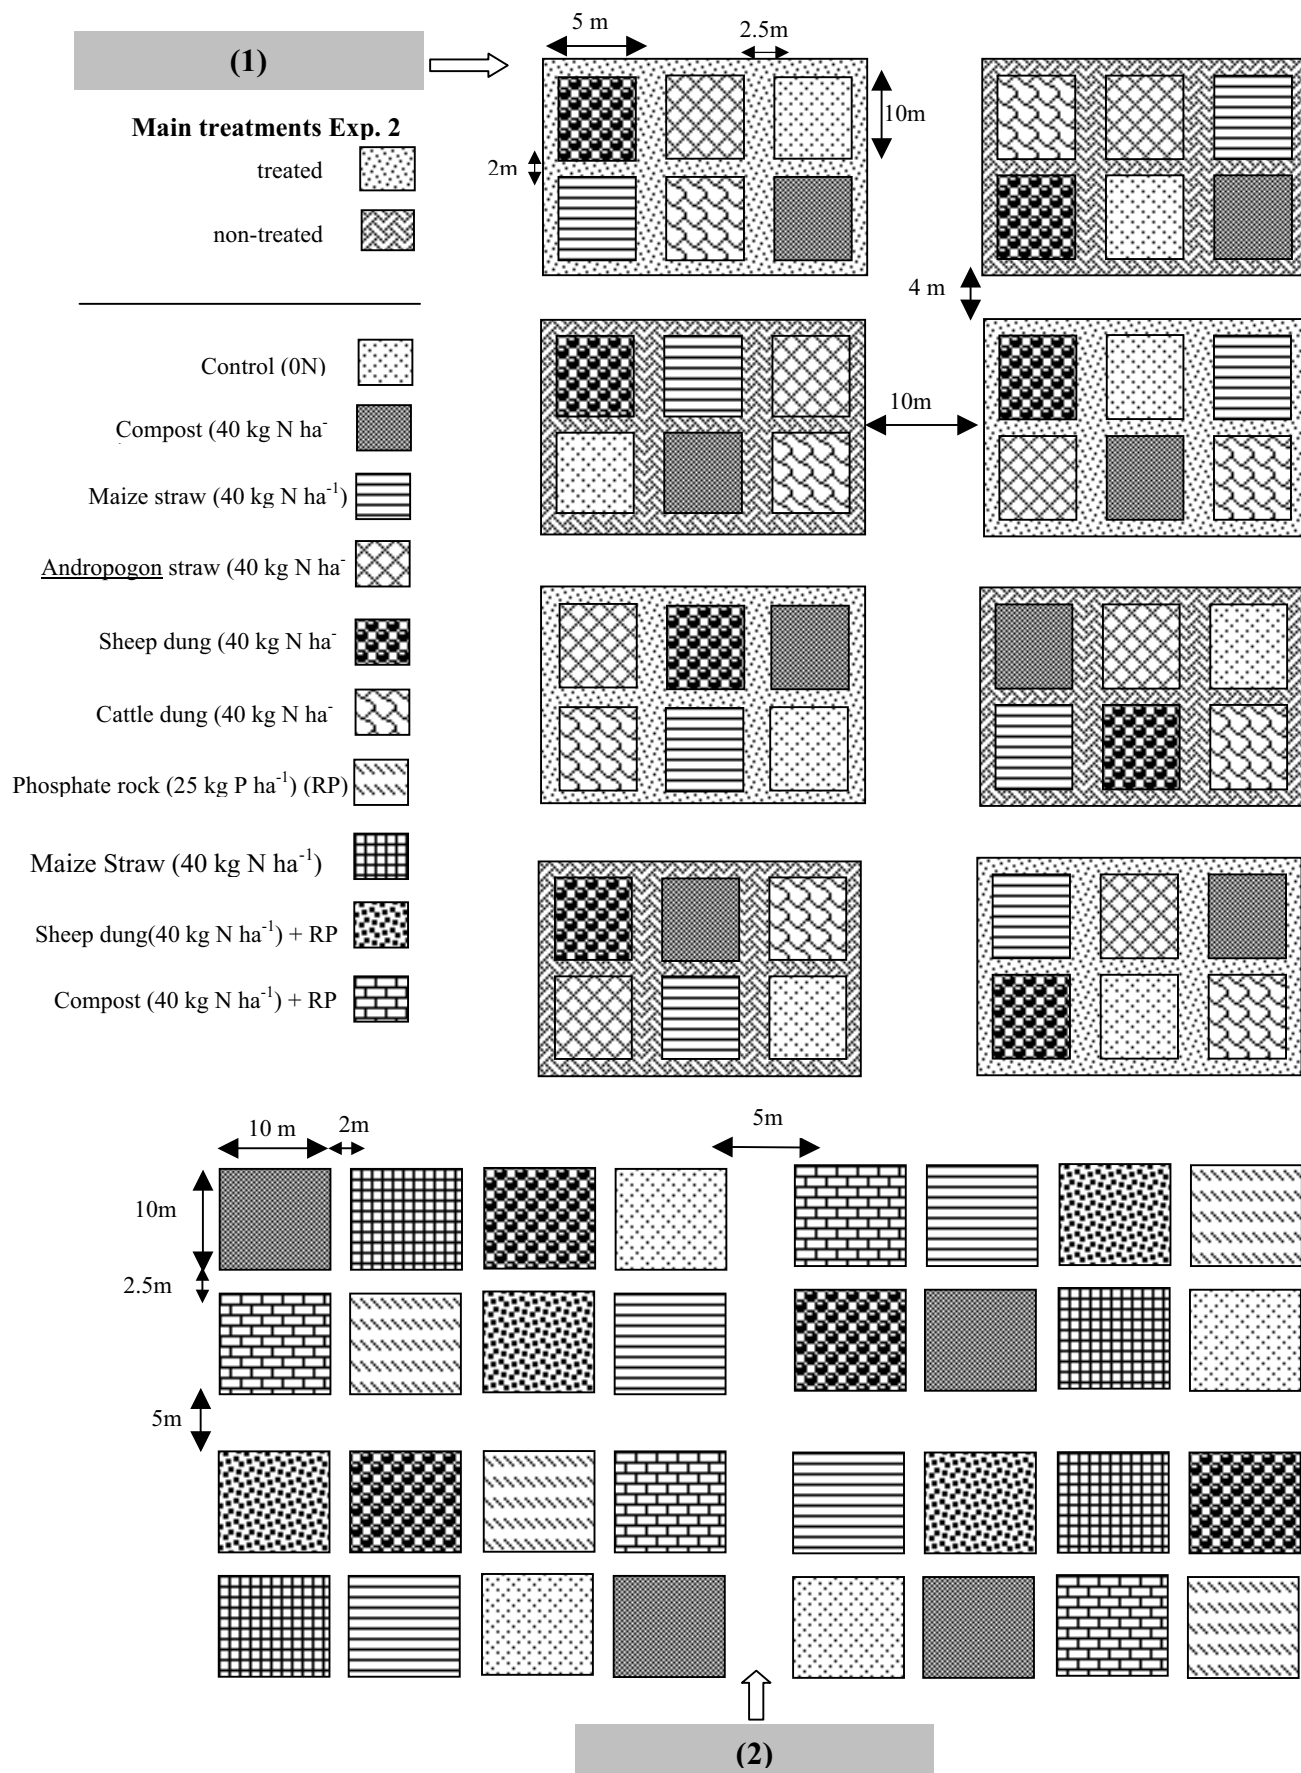 5 m
2.5m
(1)
10m
Main treatments Exp. 2
treated
2m
non-treated
4 m
Control (0N)
10m
Compost (40 kg N ha-
Maize straw (40 kg N ha-1)
Andropogon straw (40 kg N ha-
Sheep dung (40 kg N ha-
Cattle dung (40 kg N ha-
Phosphate rock (25 kg P ha-1) (RP)
Maize Straw (40 kg N ha-1)
Sheep dung(40 kg N ha-1) + RP
Compost (40 kg N ha-1) + RP
10 m
2m
5m
10m
2.5m
5m
(2)